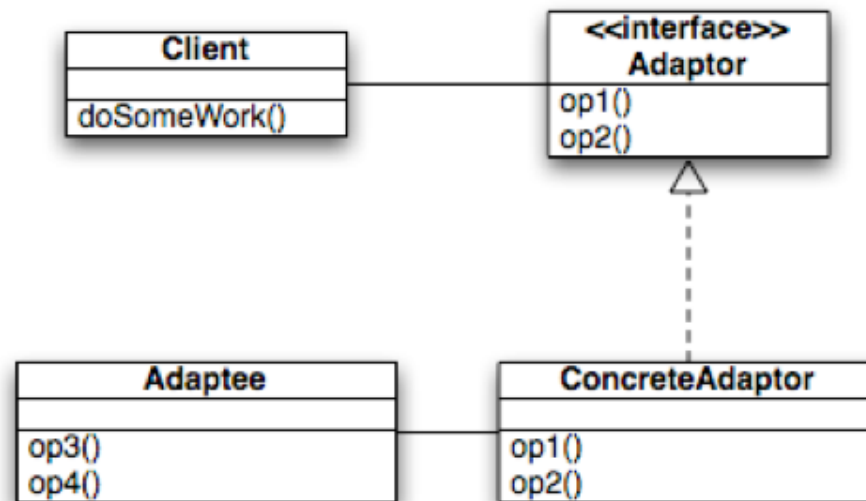 Client
doSomeWork()
<<interface>>
Adaptor
op1()
op2()
Adaptee
op3()
op4()
ConcreteAdaptor
op1()
op2()